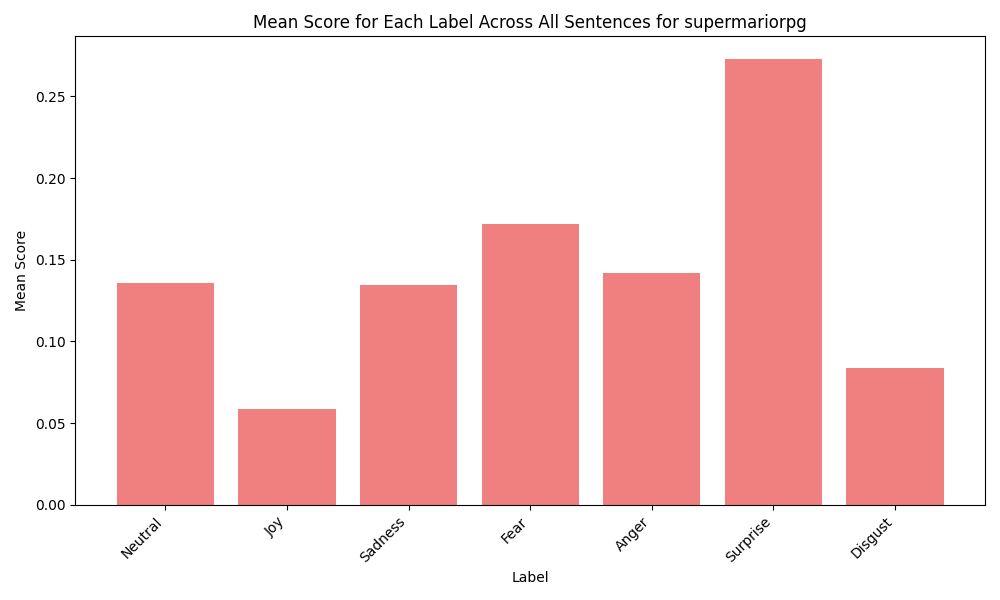 Mean Score for Each Label Across All Sentences for supermariorpg
Mean Score
0.25
0.20
0.15
0.10
0.05
0.00
Neutral
Joy
Sadness
Fear
Anger
Surprise
Disgust
Label